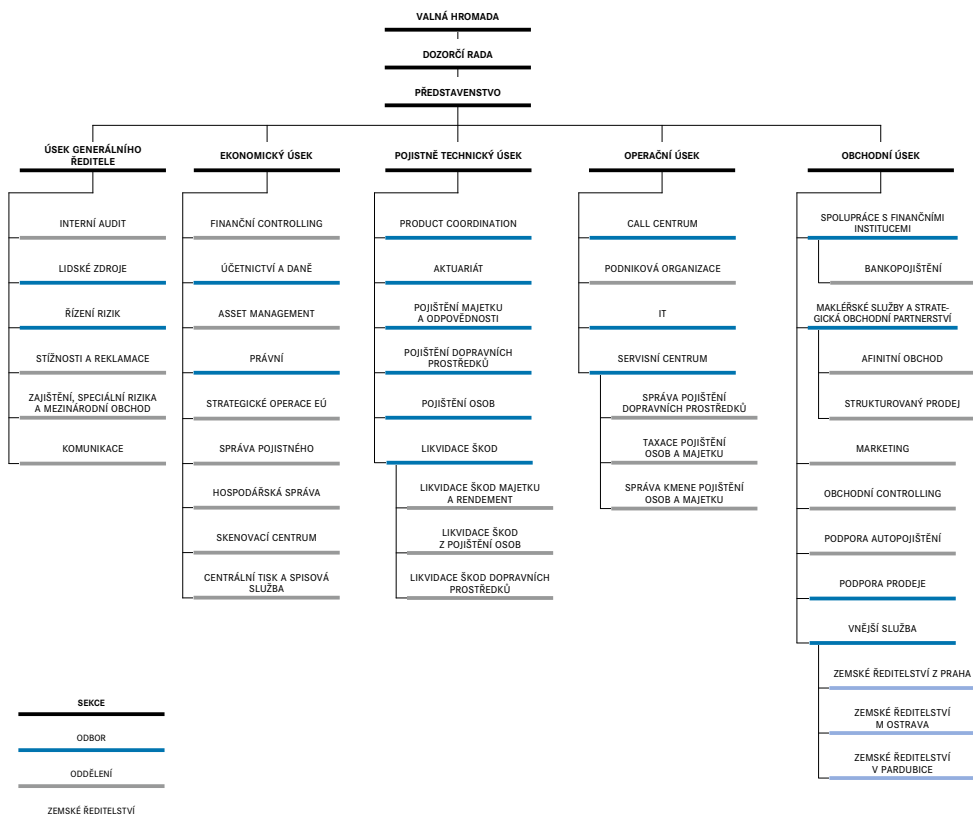 VALNÁ HROMADA
DOZORČÍ RADA
PŘEDSTAVENSTVO
ÚSEK GENERÁLNÍHO
ŘEDITELE
INTERNÍ AUDIT
LIDSKÉ ZDROJE
ŘÍZENÍ RIZIK
STÍŽNOSTI A REKLAMACE
ZAJIŠTĚNÍ, SPECIÁLNÍ RIZIKA
A MEZINÁRODNÍ OBCHOD
KOMUNIKACE
EKONOMICKÝ ÚSEK
FINANČNÍ CONTROLLING
ÚČETNICTVÍ A DANĚ
ASSET MANAGEMENT
PRÁVNÍ
STRATEGICKÉ OPERACE EÚ
SPRÁVA POJISTNÉHO
HOSPODÁŘSKÁ SPRÁVA
SKENOVACÍ CENTRUM
CENTRÁLNÍ TISK A SPISOVÁ
SLUŽBA
POJISTNĚ TECHNICKÝ ÚSEK
PRODUCT COORDINATION
AKTUARIÁT
POJIŠTĚNÍ MAJETKU
A ODPOVĚDNOSTI
POJIŠTĚNÍ DOPRAVNÍCH
PROSTŘEDKŮ
POJIŠTĚNÍ OSOB
LIKVIDACE ŠKOD
LIKVIDACE ŠKOD MAJETKU
A RENDEMENT
LIKVIDACE ŠKOD
Z POJIŠTĚNÍ OSOB
LIKVIDACE ŠKOD DOPRAVNÍCH
PROSTŘEDKŮ
OPERAČNÍ ÚSEK
CALL CENTRUM
PODNIKOVÁ ORGANIZACE
IT
SERVISNÍ CENTRUM
SPRÁVA POJIŠTĚNÍ
DOPRAVNÍCH PROSTŘEDKŮ
TAXACE POJIŠTĚNÍ
OSOB A MAJETKU
SPRÁVA KMENE POJIŠTĚNÍ
OSOB A MAJETKU
OBCHODNÍ ÚSEK
SPOLUPRÁCE S FINANČNÍMI
INSTITUCEMI
BANKOPOJIŠTĚNÍ
MAKLÉŘSKÉ SLUŽBY A STRATE-
GICKÁ OBCHODNÍ PARTNERSTVÍ
AFINITNÍ OBCHOD
STRUKTUROVANÝ PRODEJ
MARKETING
OBCHODNÍ CONTROLLING
PODPORA AUTOPOJIŠTĚNÍ
PODPORA PRODEJE
VNĚJŠÍ SLUŽBA
ZEMSKÉ ŘEDITELSTVÍ Z PRAHA
ZEMSKÉ ŘEDITELSTVÍ
M OSTRAVA
ZEMSKÉ ŘEDITELSTVÍ
V PARDUBICE
SEKCE
ODBOR
ODDĚLENÍ
ZEMSKÉ ŘEDITELSTVÍ